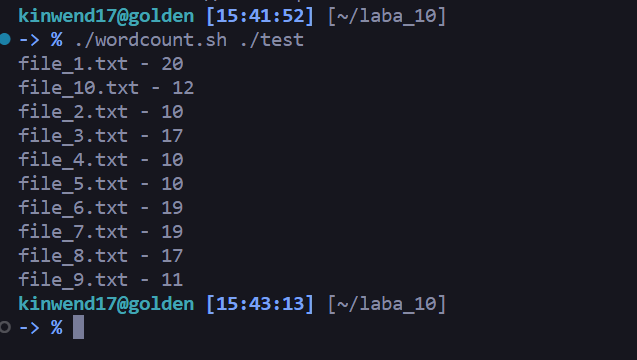 kinwend17@golden [15:41:52] [~/laba_10]
-> % ./wordcount.sh ./test
file_1.txt - 20
file_10.txt - 12
file_2.txt - 10
file_3.txt - 17
file_4.txt - 10
file_5.txt - 10
file_6.txt - 19
file_7.txt - 19
file_8.txt - 17
file_9.txt - 11
kinwend17@golden [15:43:13] [~/laba_10]
-> %